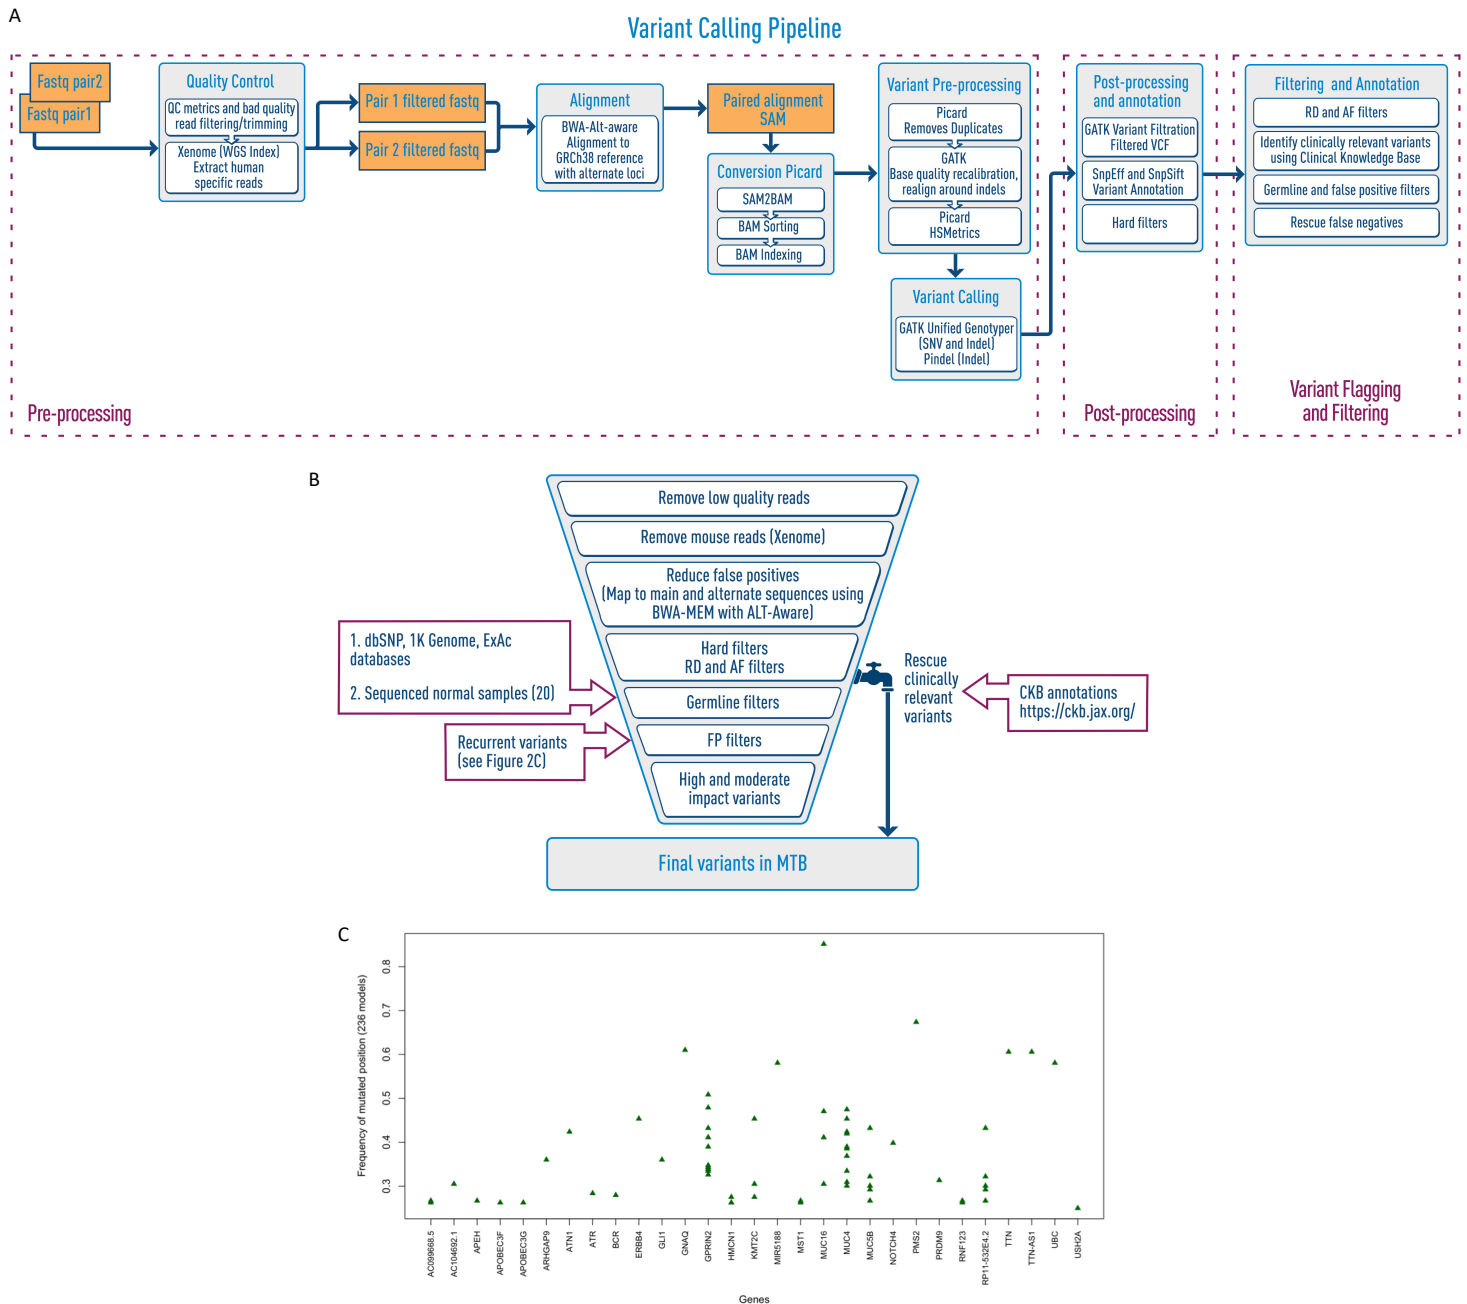 A
Variant Calling Pipeline
Fastq pair2
Fastq pair1
Quality Control
QC metrics and bad quality
read filtering/trimming
Xenome (WGS Index)
Extract human
specific reads
Pair 1 filtered fastq
Pair 2 filtered fastq
Alignment
BWA-Alt-aware
Alignment to
GRCh38 reference
with alternate loci
Paired alignment
SAM
Conversion Picard
SAM2BAM
BAM Sorting
BAM Indexing
Variant Pre-processing
Picard
Removes Duplicates
GATK
Base quality recalibration,
realign around indels
Picard
HSMetrics
Variant Calling
GATK Unified Genotyper
(SNV and Indel)
Pindel (Indel)
Pre-processing
Post-processing
and annotation
GATK Variant Filtration
Filtered VCF
SnpEff and SnpSift
Variant Annotation
Hard filters
Post-processing
Filtering and Annotation
RD and AF filters
Identify clinically relevant variants
using Clinical Knowledge Base
Germline and false positive filters
Rescue false negatives
Variant Flagging
and Filtering
B
Remove low quality reads
Remove mouse reads (Xenome)
Reduce false positives
(Map to main and alternate sequences using
BWA-MEM with ALT-Aware)
Hard filters
RD and AF filters
Germline filters
FP filters
High and moderate
impact variants
1. dbSNP, 1K Genome, ExAc
databases
2. Sequenced normal samples (20)
Recurrent variants
(see Figure 2C)
Rescue
clinically
relevant
variants
CKB annotations
https://ckb.jax.org/
Final variants in MTB
C
Frequency of mutated position (236 models)
0.8
0.7
0.6
0.5
0.4
0.3
AC099668.5
AC104692.1
APEH
APOBEC3F
APOBEC3G
ARHGAP9
ATN1
ATR
BCR
ERBB4
GLI1
GNAQ
GPRIN2
HMCN1
KMT2C
MIR5188
MST1
MUC16
MUC4
MUC5B
NOTCH4
PMS2
PRDM9
RNF123
RP11-532E4.2
TTN
TTN-AS1
UBC
USH2A
Genes